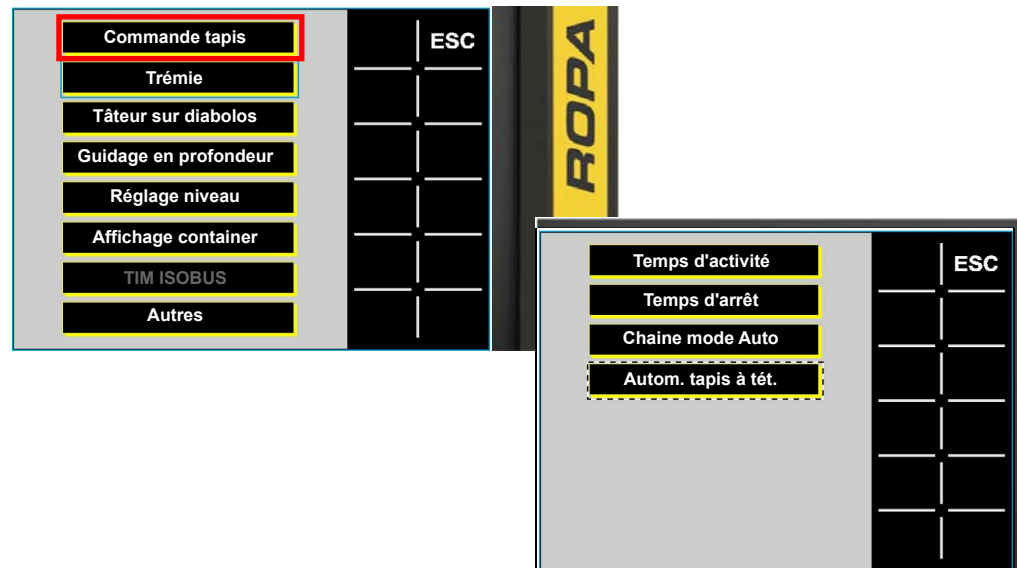 Commande tapis
ESC
Trémie
Tâteur sur diabolos
Guidage en profondeur
Réglage niveau
Affichage container
TIM ISOBUS
Autres
ROPA
Temps d'activité
ESC
Temps d'arrêt
Chaine mode Auto
Autom. tapis à tét.